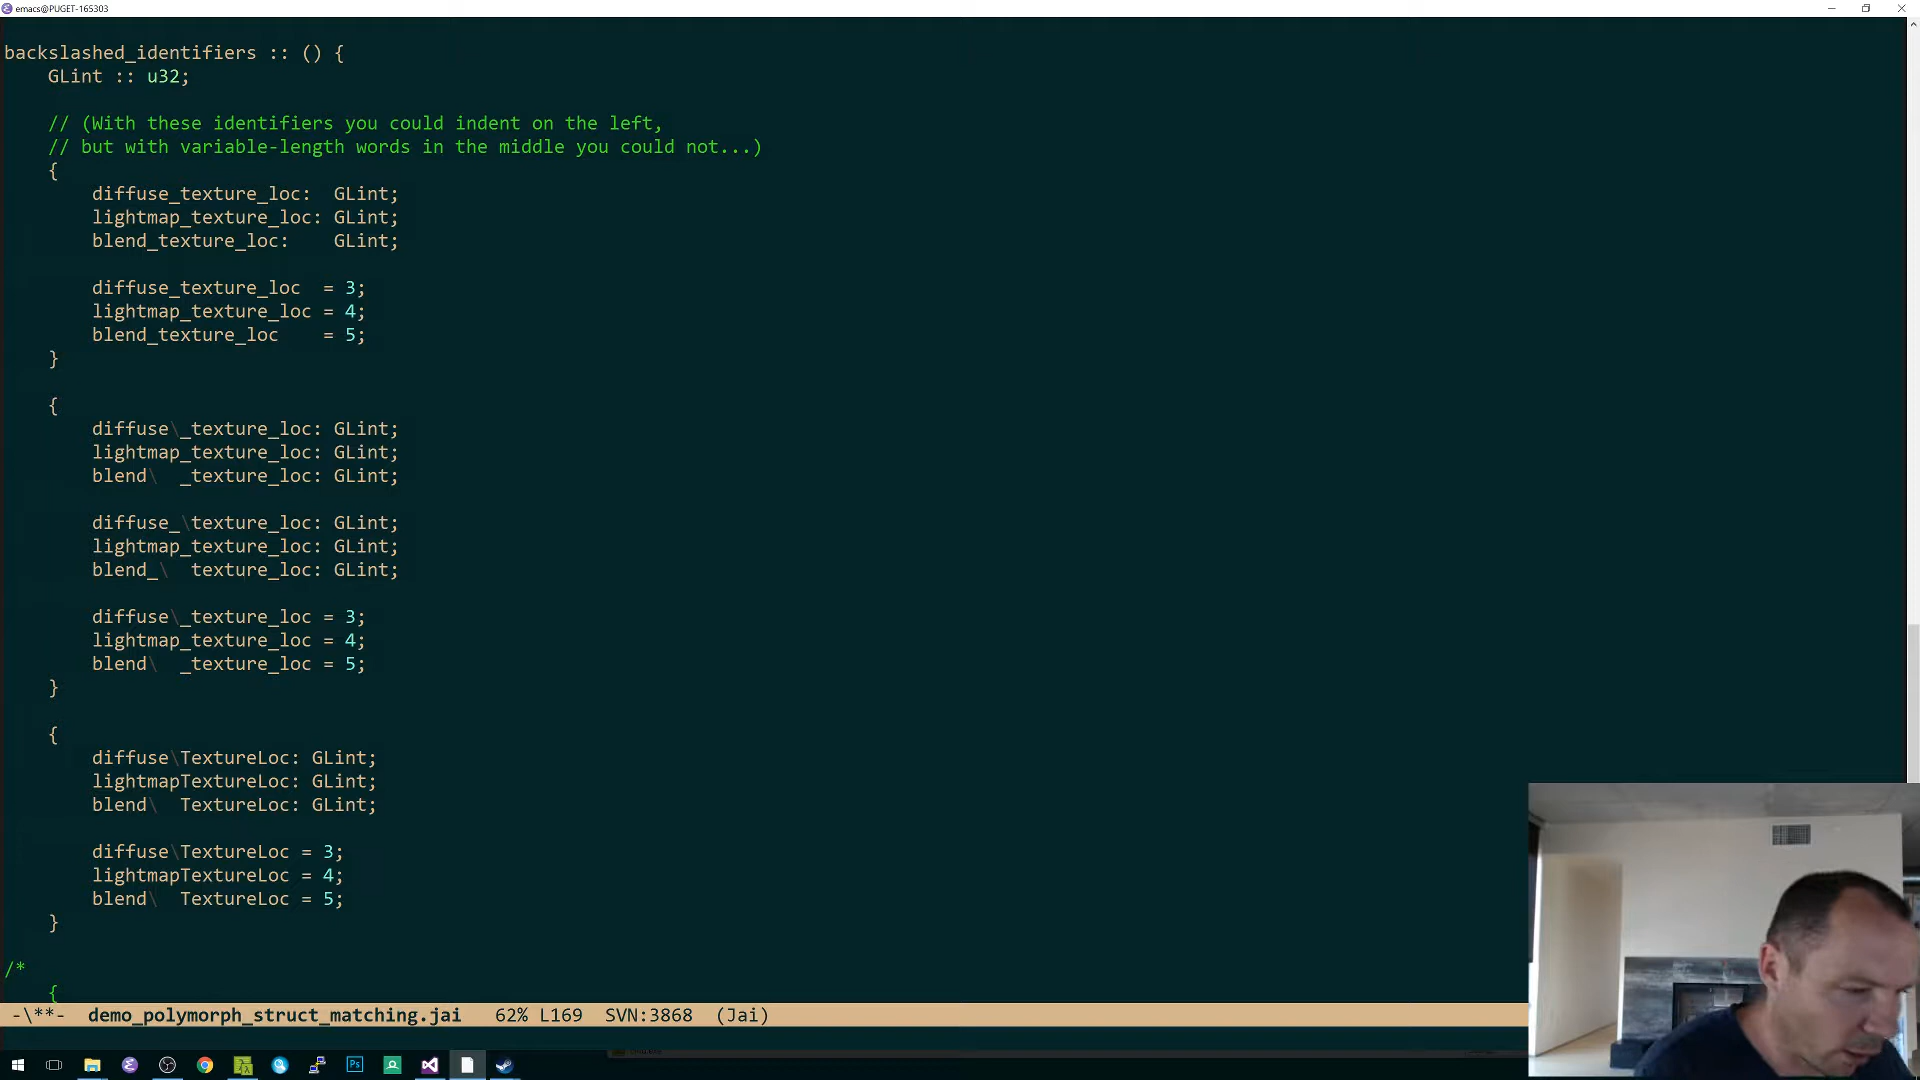 emacs@PUGET-165303
backslashed_identifiers :: () {
    GLint :: u32;
    // (With these identifiers you could indent on the left,
    // but with variable-length words in the middle you could not...)
    {
        diffuse_texture_loc:  GLint;
        lightmap_texture_loc: GLint;
        blend_texture_loc:    GLint;
        diffuse_texture_loc  = 3;
        lightmap_texture_loc = 4;
        blend_texture_loc    = 5;
    }
    {
        diffuse\_texture_loc: GLint;
        lightmap_texture_loc: GLint;
        blend\  _texture_loc: GLint;
        diffuse_\texture_loc: GLint;
        lightmap_texture_loc: GLint;
        blend_\  texture_loc: GLint;
        diffuse\_texture_loc = 3;
        lightmap_texture_loc = 4;
        blend\  _texture_loc = 5;
    }
    {
        diffuse\TextureLoc: GLint;
        lightmapTextureLoc: GLint;
        blend\  TextureLoc: GLint;
        diffuse\TextureLoc = 3;
        lightmapTextureLoc = 4;
        blend\  TextureLoc = 5;
    }
/*
    {
-\**-  demo_polymorph_struct_matching.jai   62% L169  SVN:3868  (Jai)
Ps